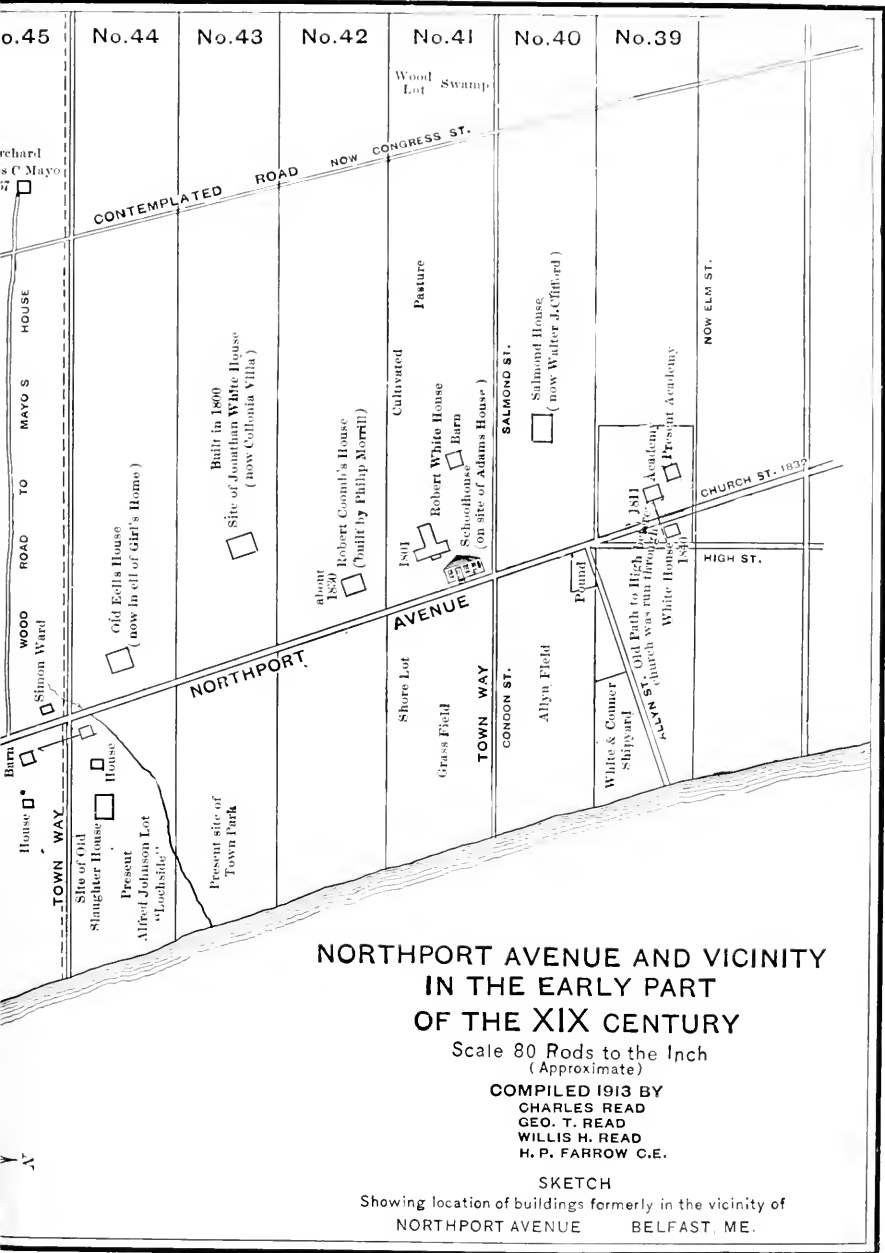 o.45
No.44
No.43
No.42
No.41
No.40
No.39
Wood
Lot
Swamp
rchard
s C Mayo
57
CONTEMPLATED ROAD NOW CONGRESS ST.
WOOD ROAD TO MAYO S HOUSE
Simon Ward
Old Eells House
(now in ell of Girl's Home)
Built in 1800
Site of Jonathan White House
(now Collonia Villa)
about
1830
Robert Coomb's House
(built by Philip Morrill)
Cultivated
Pasture
1801
Robert White House
Barn
Schoolhouse
(on site of Adams House)
SALMOND ST.
Salmond House
(now Walter J.Clifford)
NOW ELM ST.
1811
Academy
Present Academy
CHURCH ST.
HIGH ST.
Old Path to High
church was run through
White House
1840
Pound
NORTHPORT AVENUE
Barn
House
TOWN WAY
House
Site of Old
Slaughter House
Present
Alfred Johnson Lot
"Lochside"
Present site of
Town Park
Shore Lot
Grass Field
TOWN WAY
CONDON ST.
Allyn Field
White & Conner
Shipyard
ALLYN ST.
NORTHPORT AVENUE AND VICINITY
IN THE EARLY PART
OF THE XIX CENTURY
Scale 80 Rods to the Inch
(Approximate)
COMPILED 1913 BY
CHARLES READ
GEO. T. READ
WILLIS H. READ
H. P. FARROW C.E.
N
SKETCH
Showing location of buildings formerly in the vicinity of
NORTHPORT AVENUE BELFAST, ME.